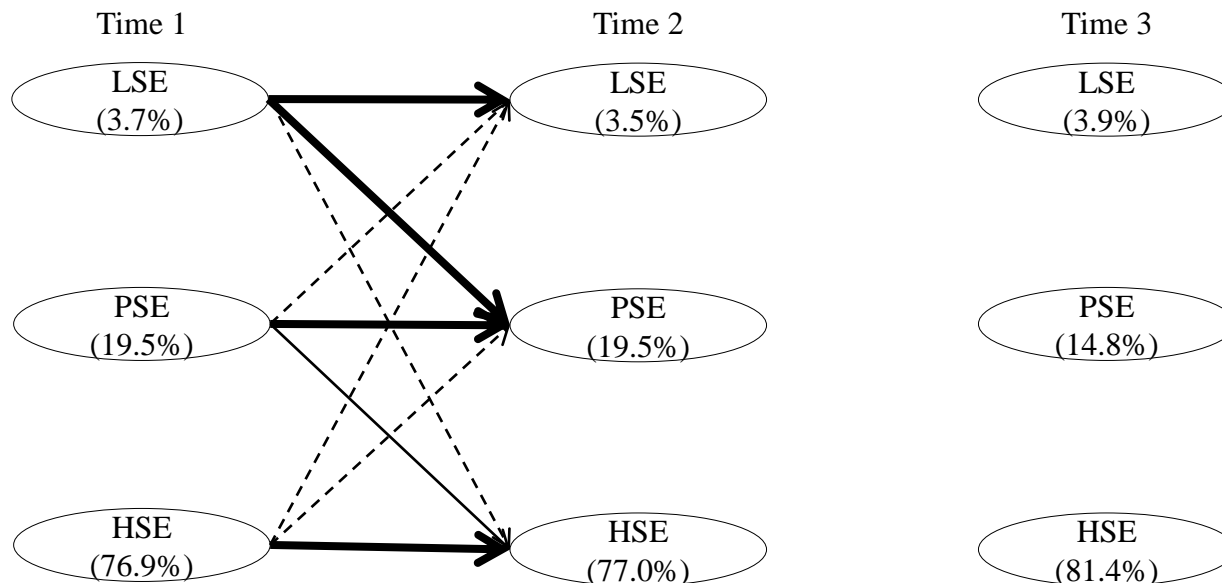 Time 1
Time 2
Time 3
LSE
(3.7%)
LSE
(3.5%)
LSE
(3.9%)
PSE
(19.5%)
PSE
(19.5%)
PSE
(14.8%)
HSE
(76.9%)
HSE
(77.0%)
HSE
(81.4%)